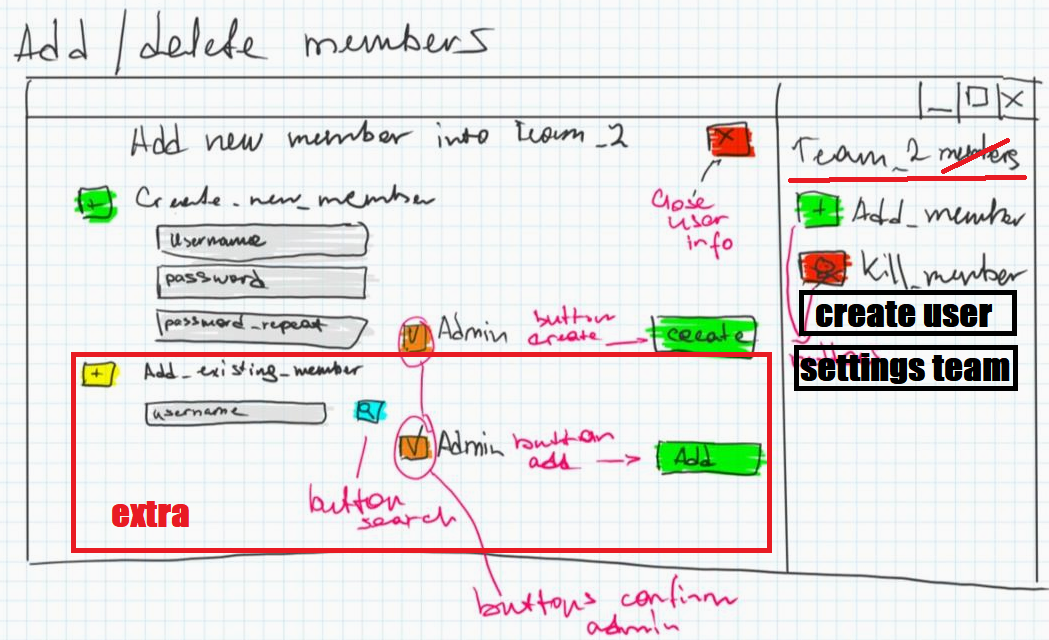 Add / delete members
Add new member into Team_2
X
close
user
info
+ Create_new_member
username
password
password_repeat
V Admin
button
create
create
+ Add_existing_member
username
V Admin
button
add
Add
button
search
extra
buttons confirm
admin
_ □ X
Team_2 members
+ Add_member
Kill_member
create user
settings team